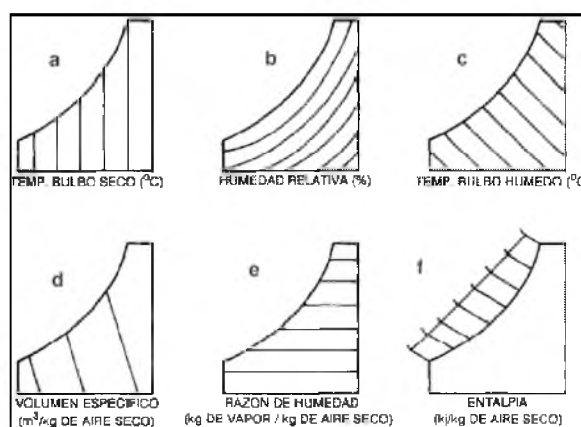 a
TEMP. BULBO SECO (°C)
b
HUMEDAD RELATIVA (%)
c
TEMP. BULBO HUMEDO (°C
d
VOLUMEN ESPECIFICO
(m³/kg DE AIRE SECO)
e
RAZON DE HUMEDAD
(kg DE VAPOR / kg DE AIRE SECO)
f
ENTALPIA
(kj/kg DE AIRE SECO)